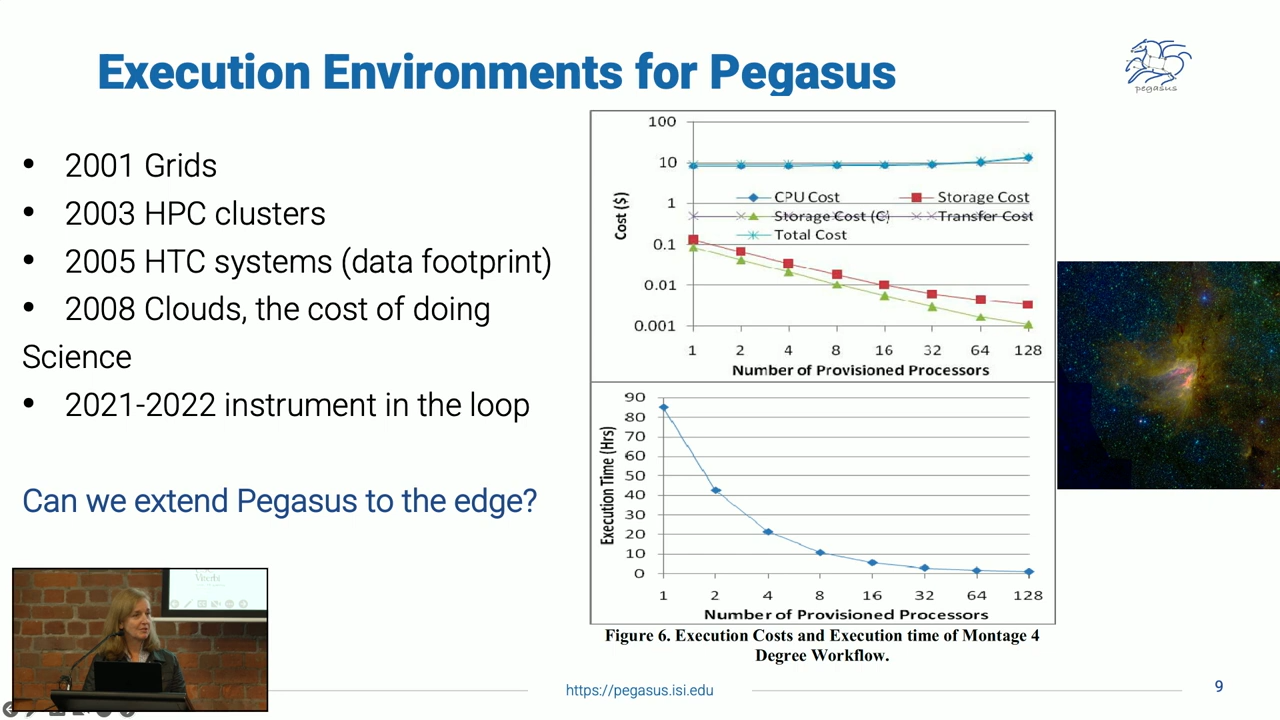 Execution Environments for Pegasus
pegasus
• 2001 Grids
• 2003 HPC clusters
• 2005 HTC systems (data footprint)
• 2008 Clouds, the cost of doing
Science
• 2021-2022 instrument in the loop
Can we extend Pegasus to the edge?
100
10
1
0.1
0.01
0.001
Cost ($)
CPU Cost
Storage Cost
Storage Cost (C)
Transfer Cost
Total Cost
1 2 4 8 16 32 64 128
Number of Provisioned Processors
90
80
70
60
50
40
30
20
10
0
Execution Time (Hrs)
1 2 4 8 16 32 64 128
Number of Provisioned Processors
Figure 6. Execution Costs and Execution time of Montage 4
Degree Workflow.
https://pegasus.isi.edu
9